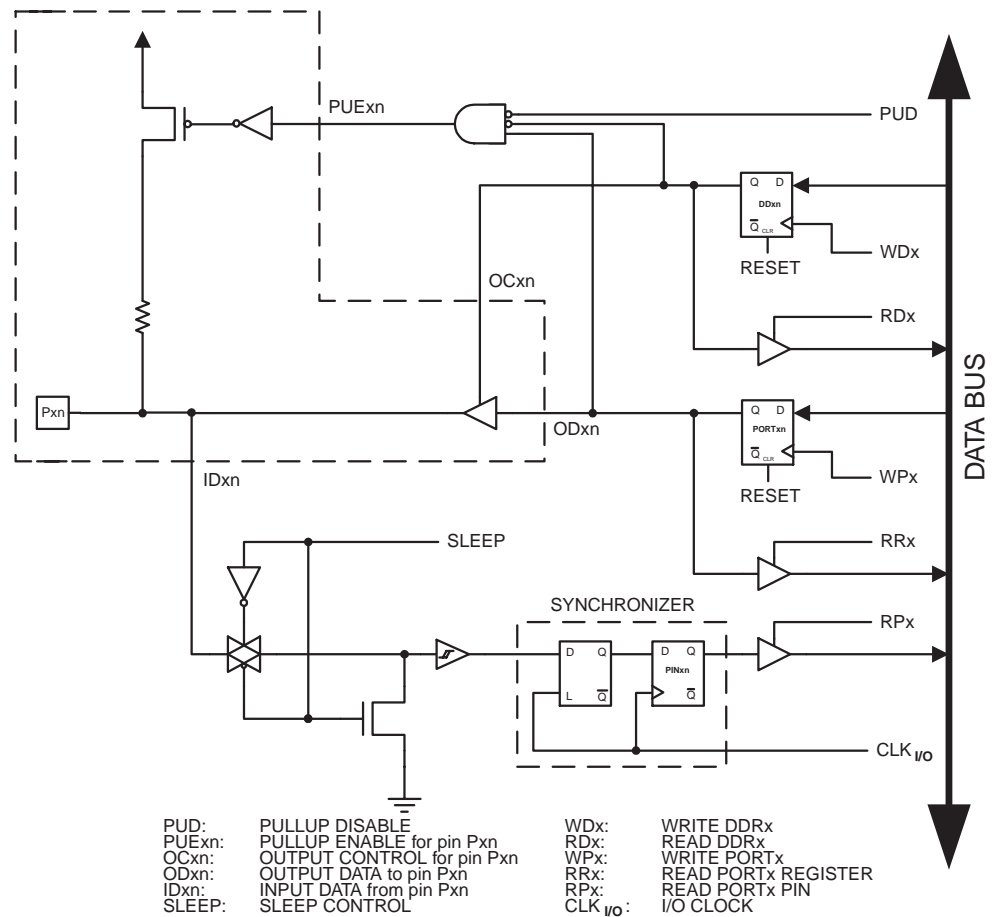 PUExn
PUD
Q D
DDxn
Q CLR
WDx
RESET
OCxn
RDx
Pxn
ODxn
Q D
PORTxn
Q CLR
WPx
RESET
IDxn
DATA BUS
SLEEP
RRx
SYNCHRONIZER
RPx
D Q
L Q
D Q
PINxn
Q
CLK I/O
PUD: PULLUP DISABLE
PUExn: PULLUP ENABLE for pin Pxn
OCxn: OUTPUT CONTROL for pin Pxn
ODxn: OUTPUT DATA to pin Pxn
IDxn: INPUT DATA from pin Pxn
SLEEP: SLEEP CONTROL
WDx: WRITE DDRx
RDx: READ DDRx
WPx: WRITE PORTx
RRx: READ PORTx REGISTER
RPx: READ PORTx PIN
CLK I/O: I/O CLOCK